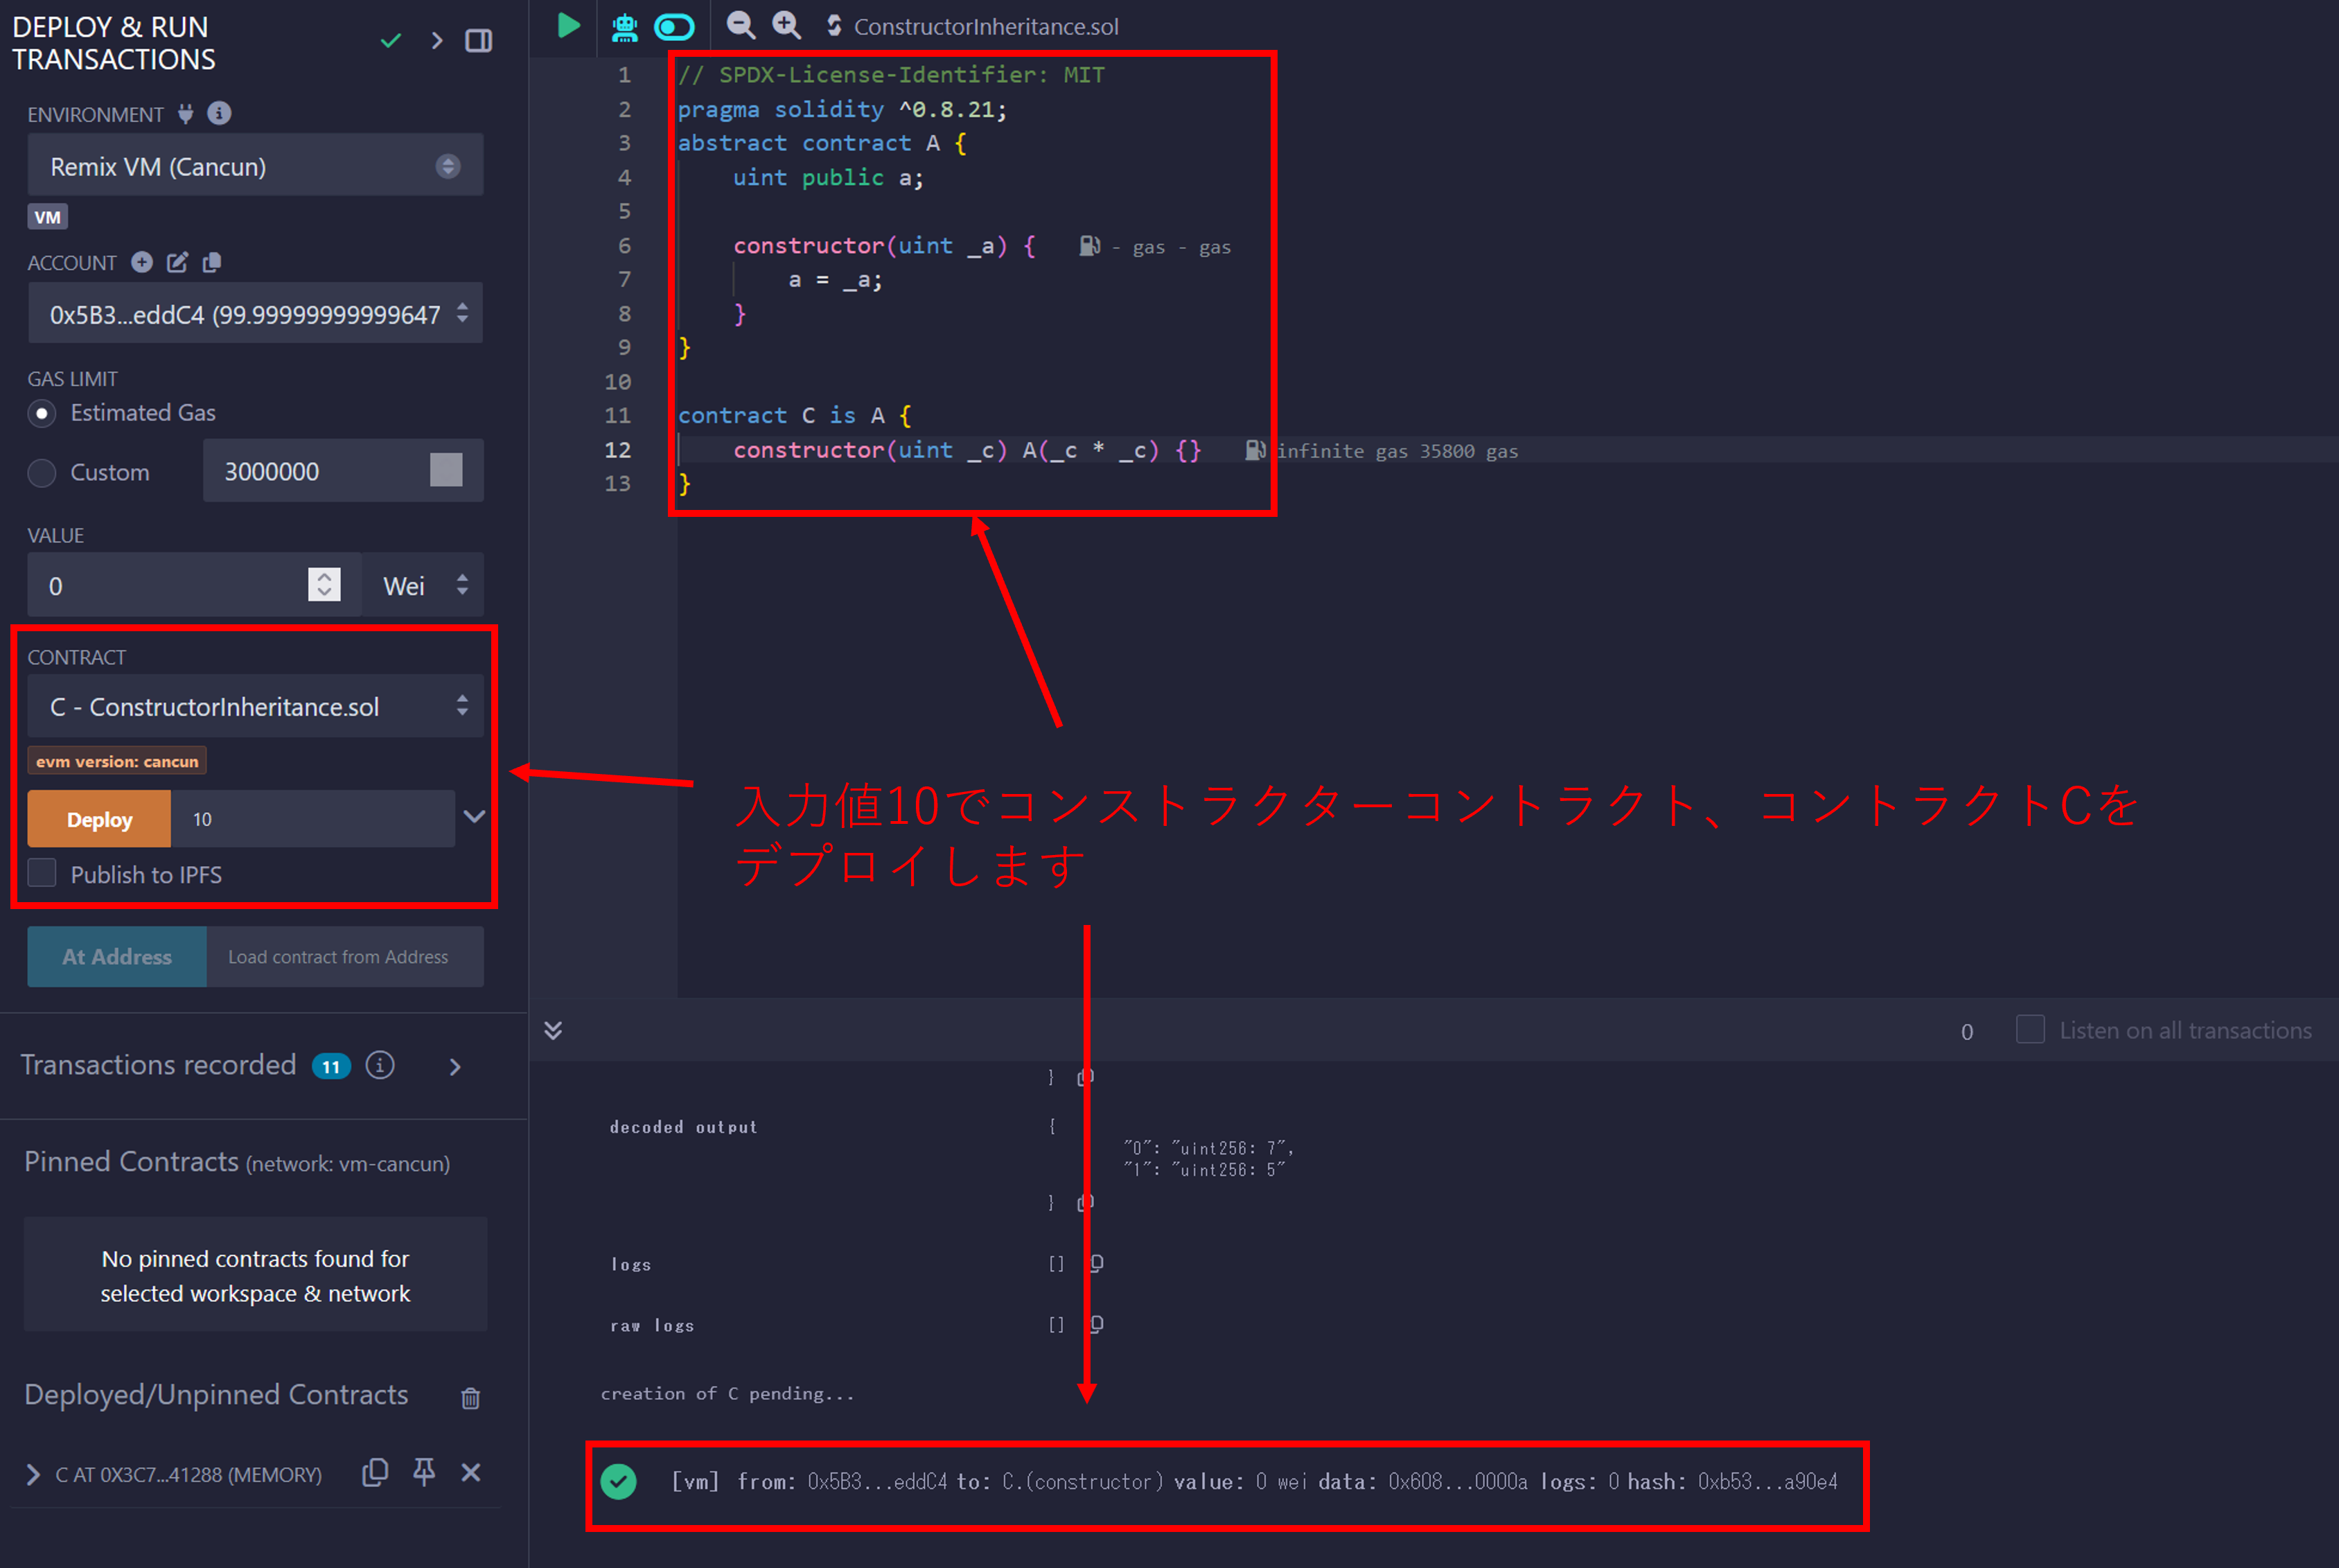 DEPLOY & RUN
TRANSACTIONS
ENVIRONMENT
Remix VM (Cancun)
VM
ACCOUNT
0x5B3...eddC4 (99.99999999999647
GAS LIMIT
Estimated Gas
Custom
3000000
VALUE
0
Wei
CONTRACT
C - ConstructorInheritance.sol
evm version: cancun
Deploy
10
Publish to IPFS
At Address
Load contract from Address
Transactions recorded 11
Pinned Contracts (network: vm-cancun)
No pinned contracts found for
selected workspace & network
Deployed/Unpinned Contracts
C AT 0X3C7...41288 (MEMORY)
ConstructorInheritance.sol
1 // SPDX-License-Identifier: MIT
2 pragma solidity ^0.8.21;
3 abstract contract A {
4 uint public a;
5
6 constructor(uint _a) { - gas - gas
7 a = _a;
8 }
9 }
10
11 contract C is A {
12 constructor(uint _c) A(_c * _c) {} infinite gas 35800 gas
13 }
入力値10でコンストラクターコントラクト、コントラクトCを
デプロイします
0
Listen on all transactions
}
decoded output {
"0": "uint256: 7",
"1": "uint256: 5"
}
logs []
raw logs []
creation of C pending...
[vm] from: 0x5B3...eddC4 to: C.(constructor) value: 0 wei data: 0x608...0000a logs: 0 hash: 0xb53...a90e4